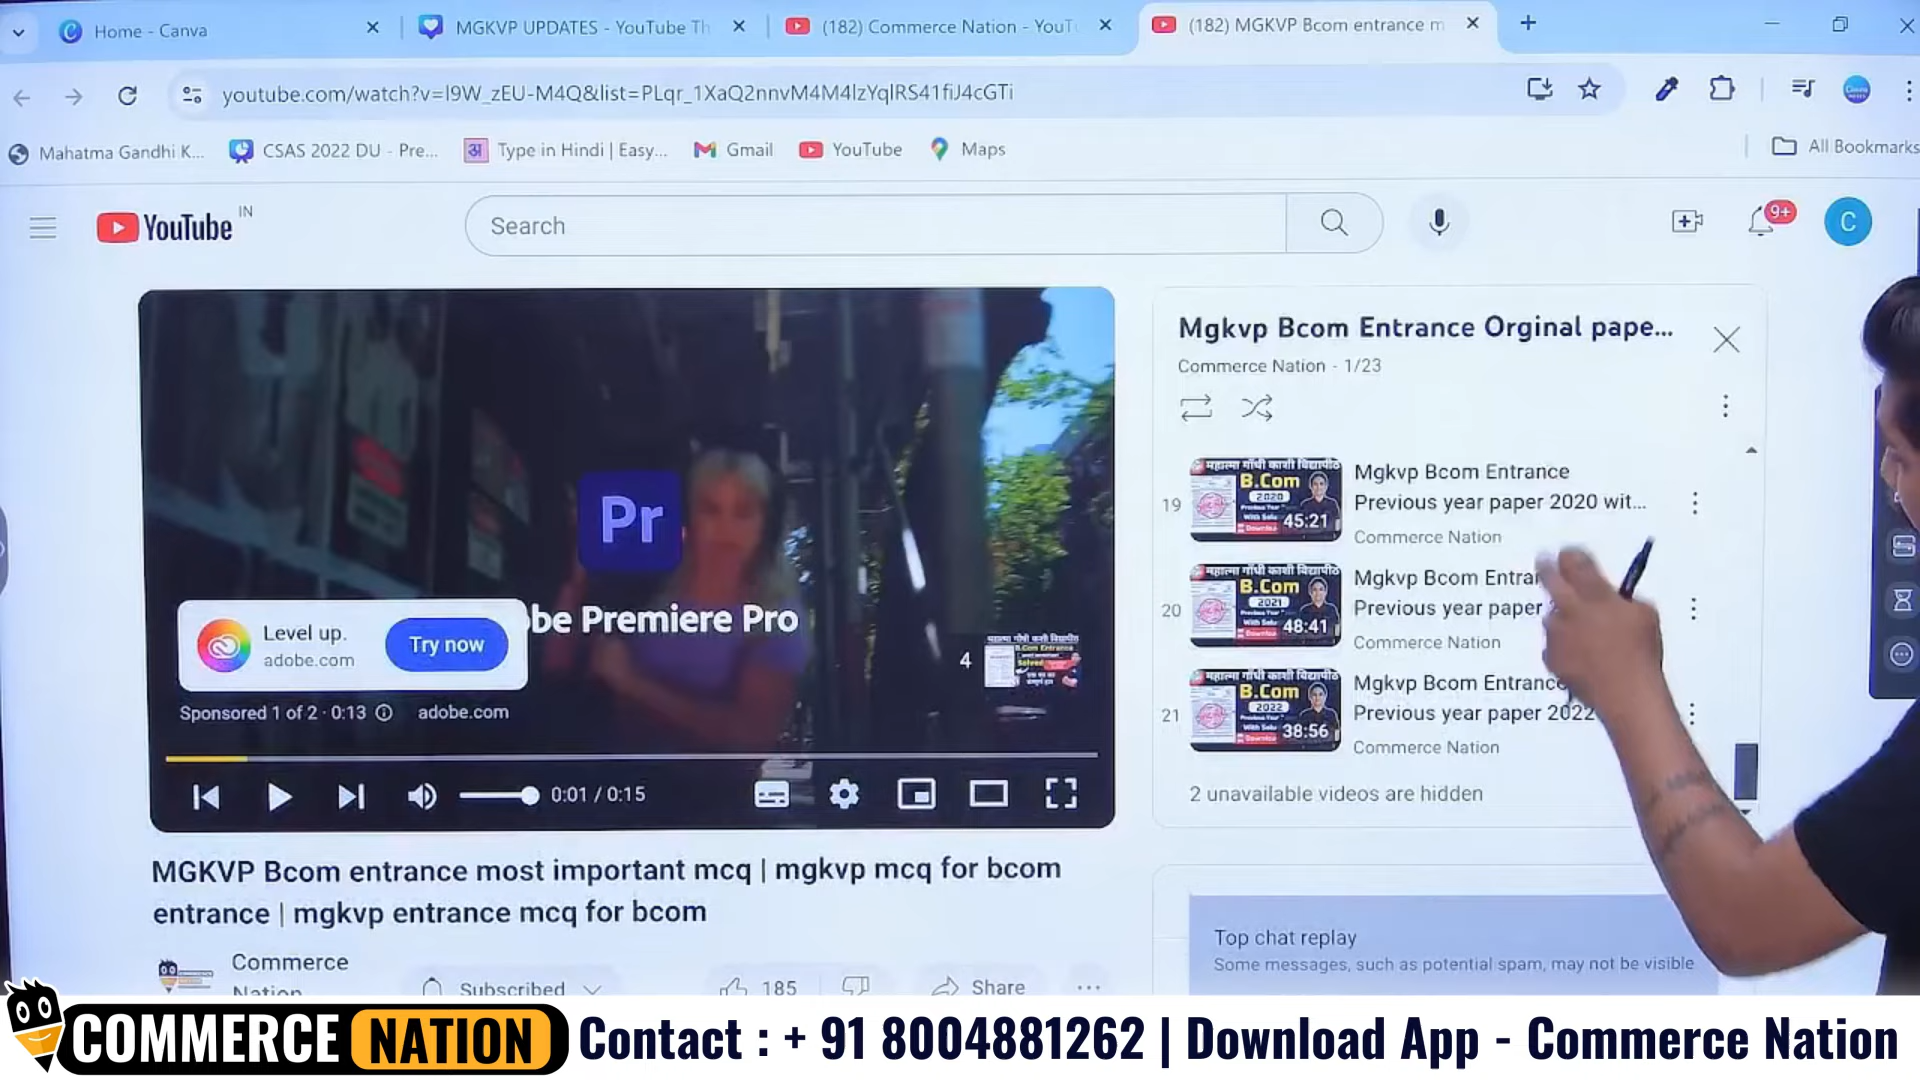 Home - Canva
MGKVP UPDATES - YouTube Th
(182) Commerce Nation - YouTu
(182) MGKVP Bcom entrance m
youtube.com/watch?v=I9W_zEU-M4Q&list=PLqr_1XaQ2nnvM4M4lzYqlRS41fiJ4cGTi
Mahatma Gandhi K...
CSAS 2022 DU - Pre...
अ
Type in Hindi | Easy...
Gmail
YouTube
Maps
All Bookmarks
YouTube IN
Search
9+
C
Mgkvp Bcom Entrance Orginal pape...
Commerce Nation - 1/23
19
महात्मा गाँधी काशी विद्यापीठ
B.Com
2020
45:21
Mgkvp Bcom Entrance
Previous year paper 2020 wit...
Commerce Nation
20
महात्मा गाँधी काशी विद्यापीठ
B.Com
2021
48:41
Mgkvp Bcom Entra
Previous year paper
Commerce Nation
21
महात्मा गाँधी काशी विद्यापीठ
B.Com
2022
38:56
Mgkvp Bcom Entrance
Previous year paper 2022
Commerce Nation
2 unavailable videos are hidden
Pr
be Premiere Pro
Level up.
adobe.com
Try now
4
Sponsored 1 of 2 · 0:13
adobe.com
0:01 / 0:15
MGKVP Bcom entrance most important mcq | mgkvp mcq for bcom
entrance | mgkvp entrance mcq for bcom
Commerce
Nation
Subscribed
185
Share
Top chat replay
Some messages, such as potential spam, may not be visible
COMMERCE NATION
Contact : + 91 8004881262 | Download App - Commerce Nation